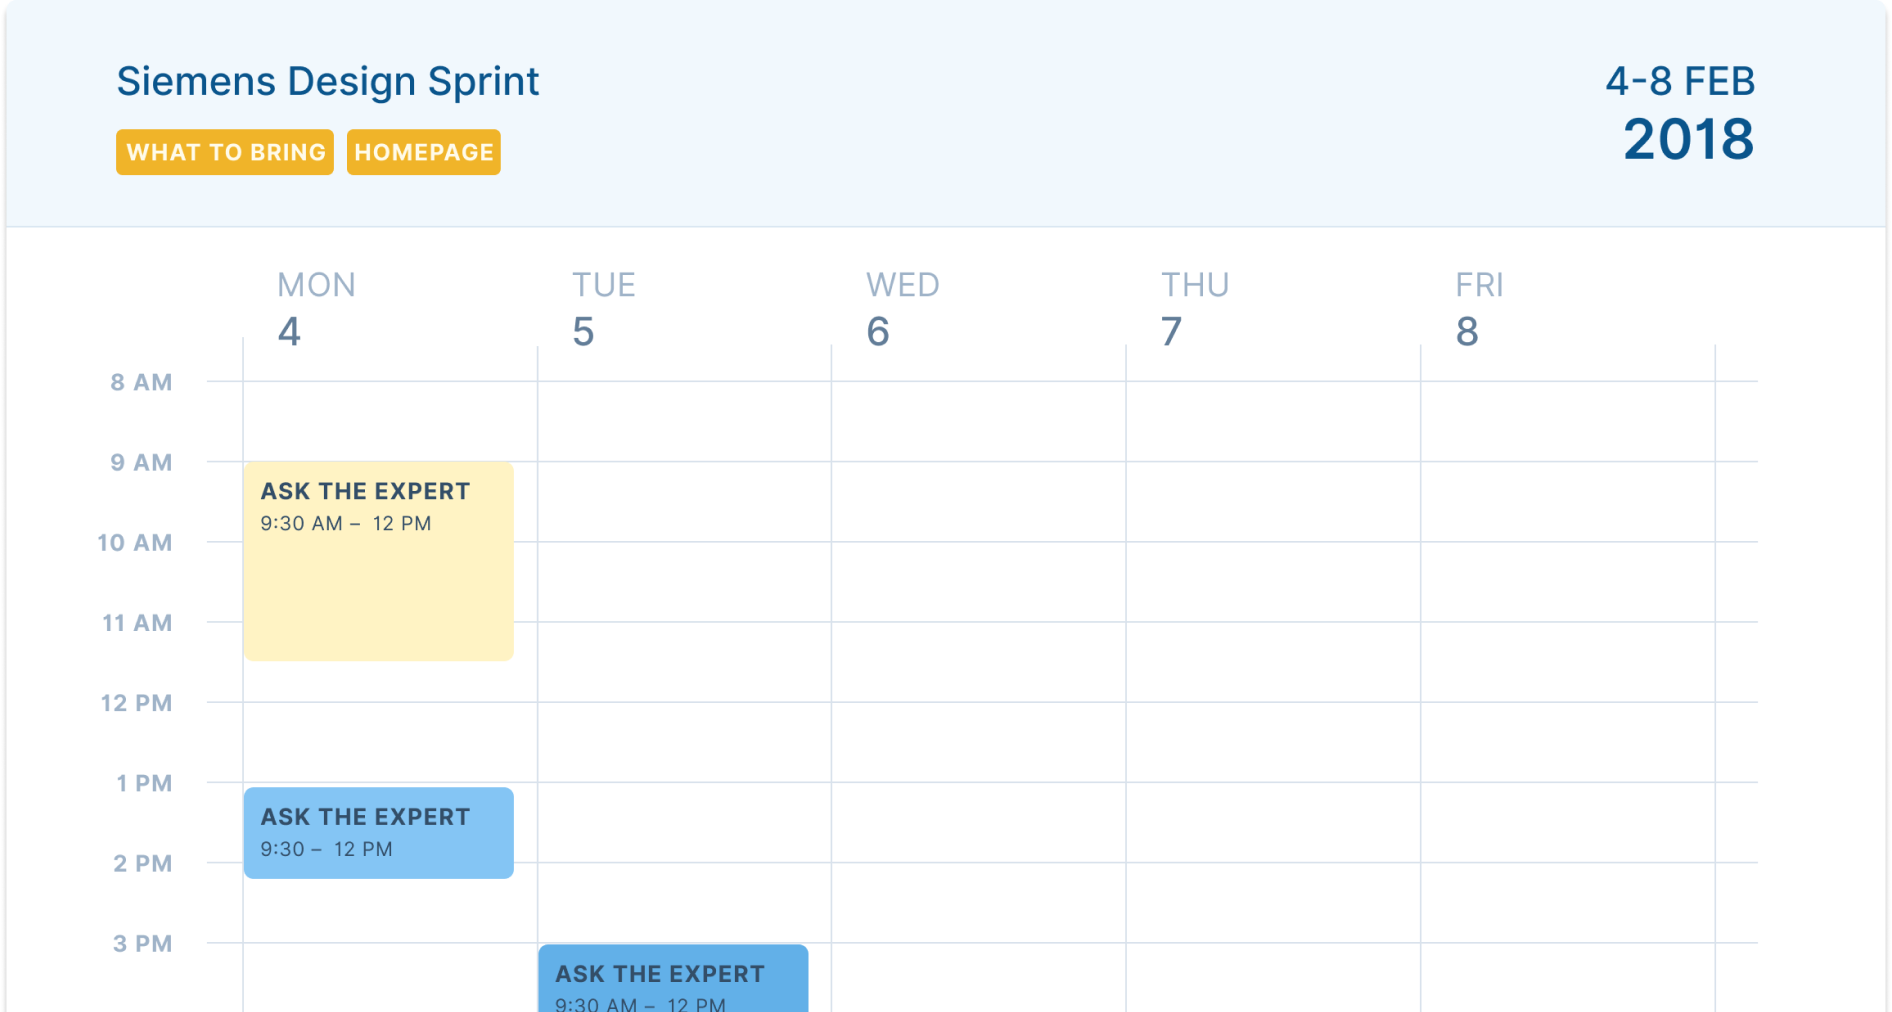 Siemens Design Sprint
4-8 FEB
WHAT TO BRING HOMEPAGE
2018
MON TUE WED THU FRI
4 5 6 7 8
8 AM
9 AM
ASK THE EXPERT
9:30 AM – 12 PM
10 AM
11 AM
12 PM
1 PM
ASK THE EXPERT
9:30 – 12 PM
2 PM
3 PM
ASK THE EXPERT
9:30 AM – 12 PM